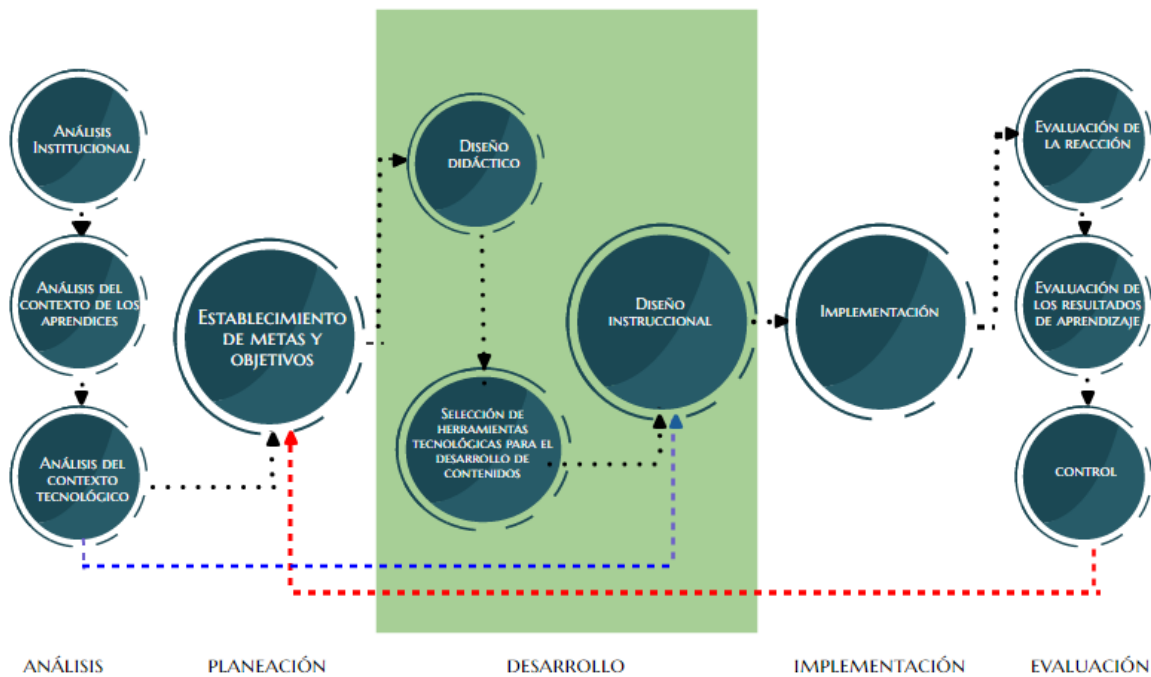 ANÁLISIS
INSTITUCIONAL
ANÁLISIS DEL
CONTEXTO DE LOS
APRENDICES
ANÁLISIS DEL
CONTEXTO
TECNOLÓGICO
ESTABLECIMIENTO
DE METAS Y
OBJETIVOS
DISEÑO
DIDÁCTICO
SELECCIÓN DE
HERRAMIENTAS
TECNOLÓGICAS PARA EL
DESARROLLO DE
CONTENIDOS
DISEÑO
INSTRUCCIONAL
IMPLEMENTACIÓN
EVALUACIÓN DE
LA REACCIÓN
EVALUACIÓN DE
LOS RESULTADOS
DE APRENDIZAJE
CONTROL
ANÁLISIS
PLANEACIÓN
DESARROLLO
IMPLEMENTACIÓN
EVALUACIÓN